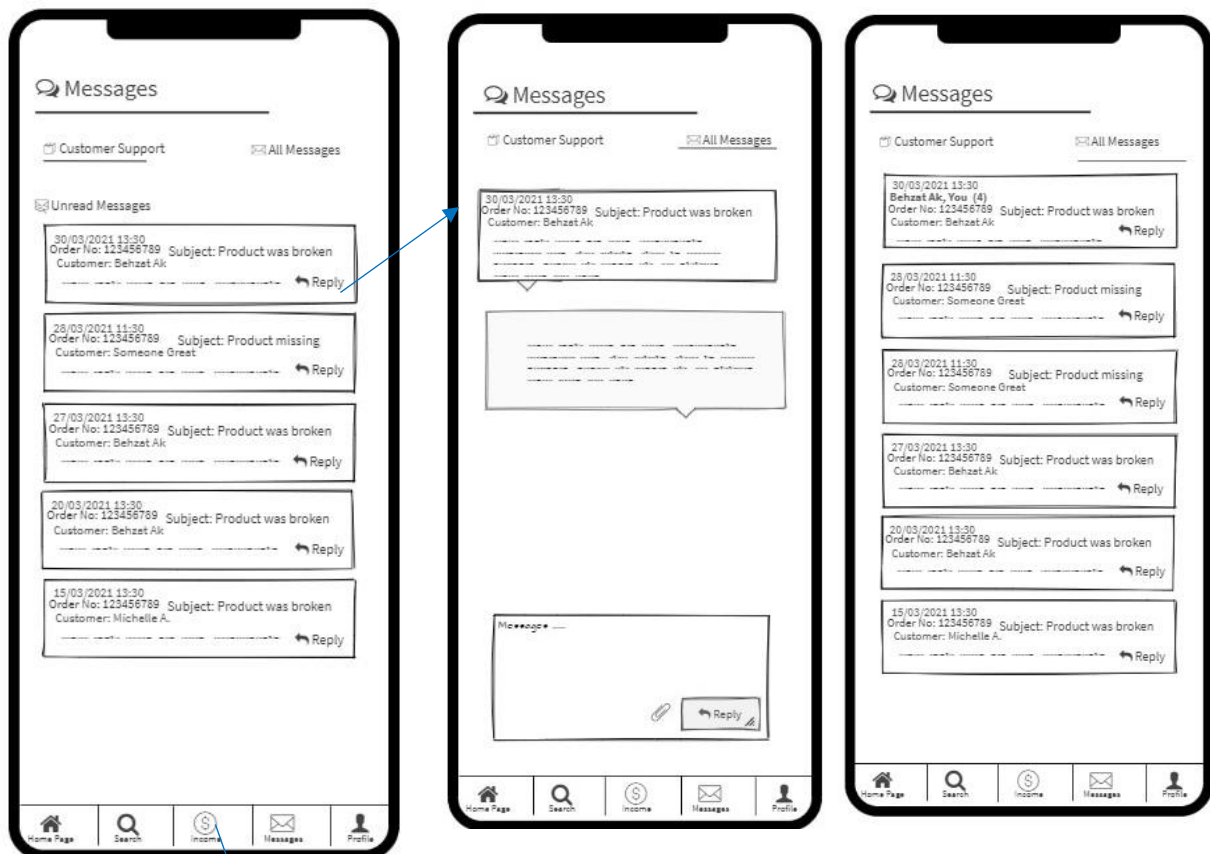 Messages
Customer Support
All Messages
Unread Messages
30/03/2021 13:30
Order No: 123456789 Subject: Product was broken
Customer: Behzat Ak
Reply
28/03/2021 11:30
Order No: 123456789 Subject: Product missing
Customer: Someone Great
Reply
27/03/2021 13:30
Order No: 123456789 Subject: Product was broken
Customer: Behzat Ak
Reply
20/03/2021 13:30
Order No: 123456789 Subject: Product was broken
Customer: Behzat Ak
Reply
15/03/2021 13:30
Order No: 123456789 Subject: Product was broken
Customer: Michelle A.
Reply
Home Page Search Income Messages Profile
Messages
Customer Support
All Messages
30/03/2021 13:30
Order No: 123456789 Subject: Product was broken
Customer: Behzat Ak
Message ...
Reply
Home Page Search Income Messages Profile
Messages
Customer Support
All Messages
30/03/2021 13:30
Behzat Ak, You (4)
Order No: 123456789 Subject: Product was broken
Customer: Behzat Ak
Reply
28/03/2021 11:30
Order No: 123456789 Subject: Product missing
Customer: Someone Great
Reply
28/03/2021 11:30
Order No: 123456789 Subject: Product missing
Customer: Someone Great
Reply
27/03/2021 13:30
Order No: 123456789 Subject: Product was broken
Customer: Behzat Ak
Reply
20/03/2021 13:30
Order No: 123456789 Subject: Product was broken
Customer: Behzat Ak
Reply
15/03/2021 13:30
Order No: 123456789 Subject: Product was broken
Customer: Michelle A.
Reply
Home Page Search Income Messages Profile